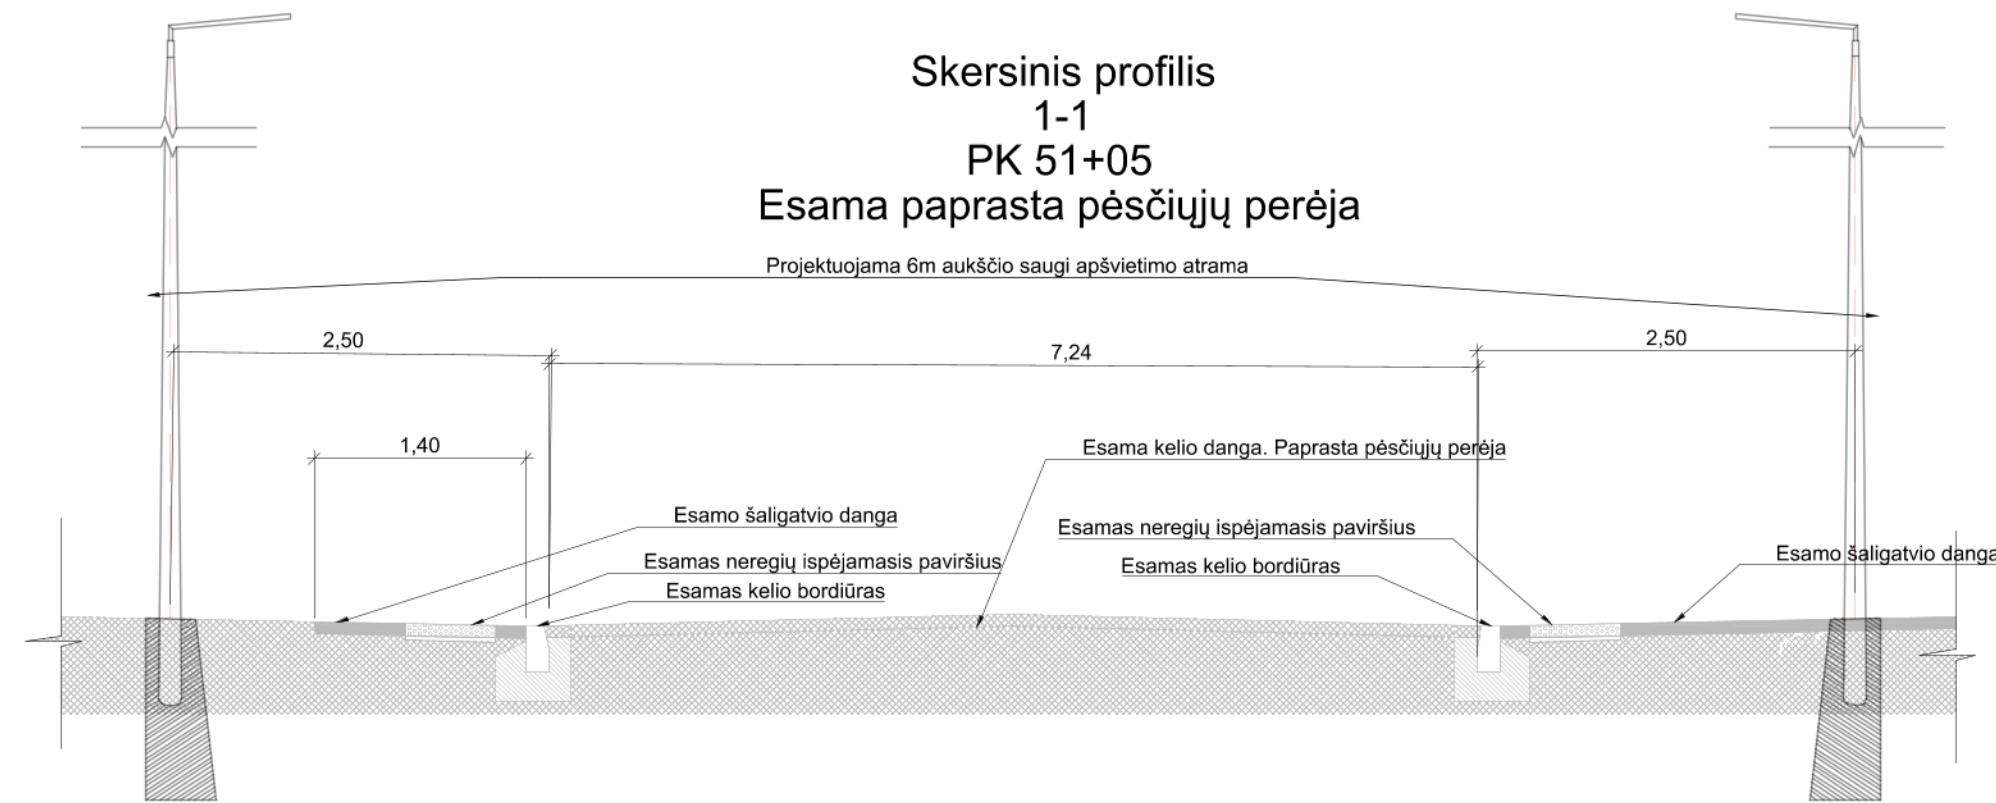 Skersinis profilis
1-1
PK 51+05
Esama paprasta pėsčiųjų perėja
Projektuojama 6m aukščio saugi apšvietimo atrama
2,50
7,24
2,50
1,40
Esama kelio danga. Paprasta pėsčiųjų perėja
Esamo šaligatvio danga
Esamas neregių ispėjamasis paviršius
Esamas kelio bordiūras
Esamas neregių ispėjamasis paviršius
Esamas kelio bordiūras
Esamo šaligatvio danga